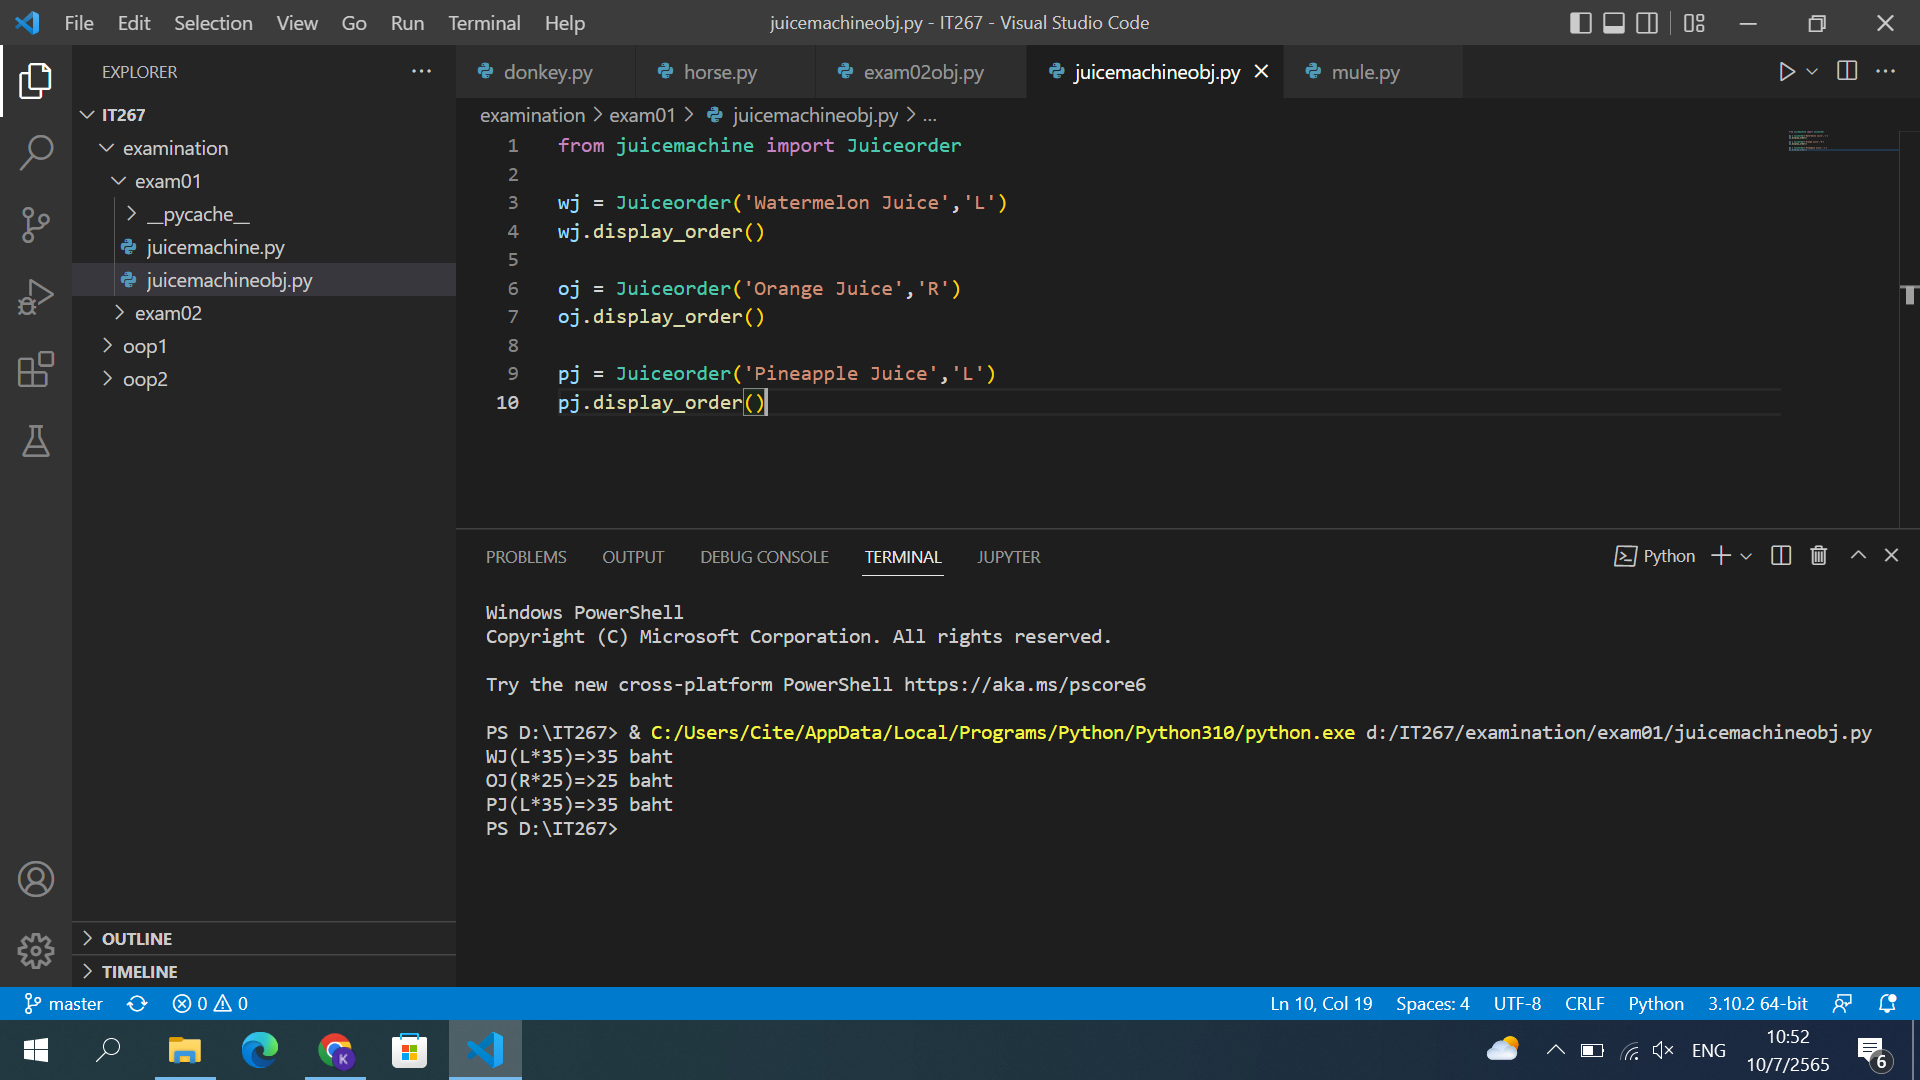 File Edit Selection View Go Run Terminal Help
juicemachineobj.py - IT267 - Visual Studio Code
EXPLORER
IT267
examination
exam01
__pycache__
juicemachine.py
juicemachineobj.py
exam02
oop1
oop2
OUTLINE
TIMELINE
donkey.py horse.py exam02obj.py juicemachineobj.py mule.py
examination > exam01 > juicemachineobj.py > ...
1 from juicemachine import Juiceorder
2
3 wj = Juiceorder('Watermelon Juice','L')
4 wj.display_order()
5
6 oj = Juiceorder('Orange Juice','R')
7 oj.display_order()
8
9 pj = Juiceorder('Pineapple Juice','L')
10 pj.display_order()
PROBLEMS OUTPUT DEBUG CONSOLE TERMINAL JUPYTER
Python
Windows PowerShell
Copyright (C) Microsoft Corporation. All rights reserved.
Try the new cross-platform PowerShell https://aka.ms/pscore6
PS D:\IT267> & C:/Users/Cite/AppData/Local/Programs/Python/Python310/python.exe d:/IT267/examination/exam01/juicemachineobj.py
WJ(L*35)=>35 baht
OJ(R*25)=>25 baht
PJ(L*35)=>35 baht
PS D:\IT267>
master 0 0 Ln 10, Col 19 Spaces: 4 UTF-8 CRLF Python 3.10.2 64-bit
K
ENG
10:52
10/7/2565
6